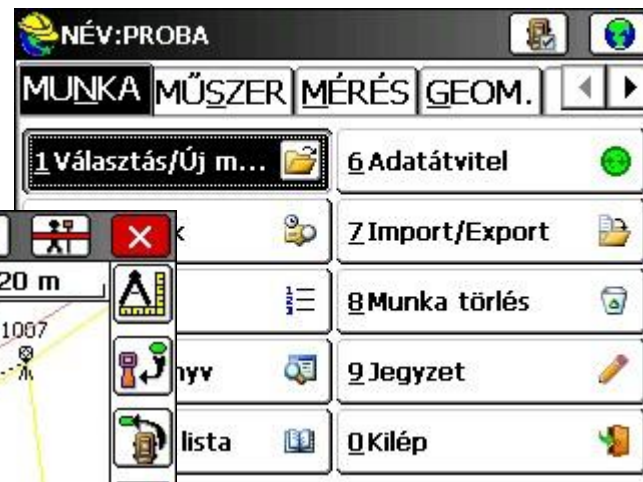 NÉV:PROBA
MUNKA MŰSZER MÉRÉS GEOM.
1 Választás/Új m...
6 Adatátvitel
7 Import/Export
8 Munka törlés
nyv
9 Jegyzet
lista
0 Kilép
20 m
1007